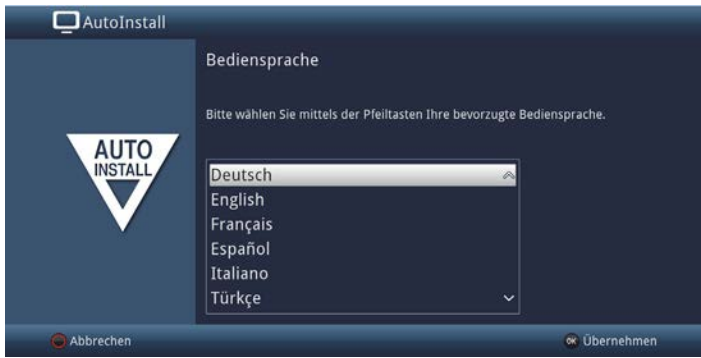 AutoInstall
Bediensprache
Bitte wählen Sie mittels der Pfeiltasten Ihre bevorzugte Bediensprache.
AUTO
INSTALL
Deutsch
English
Français
Español
Italiano
Türkçe
Abbrechen
OK Übernehmen